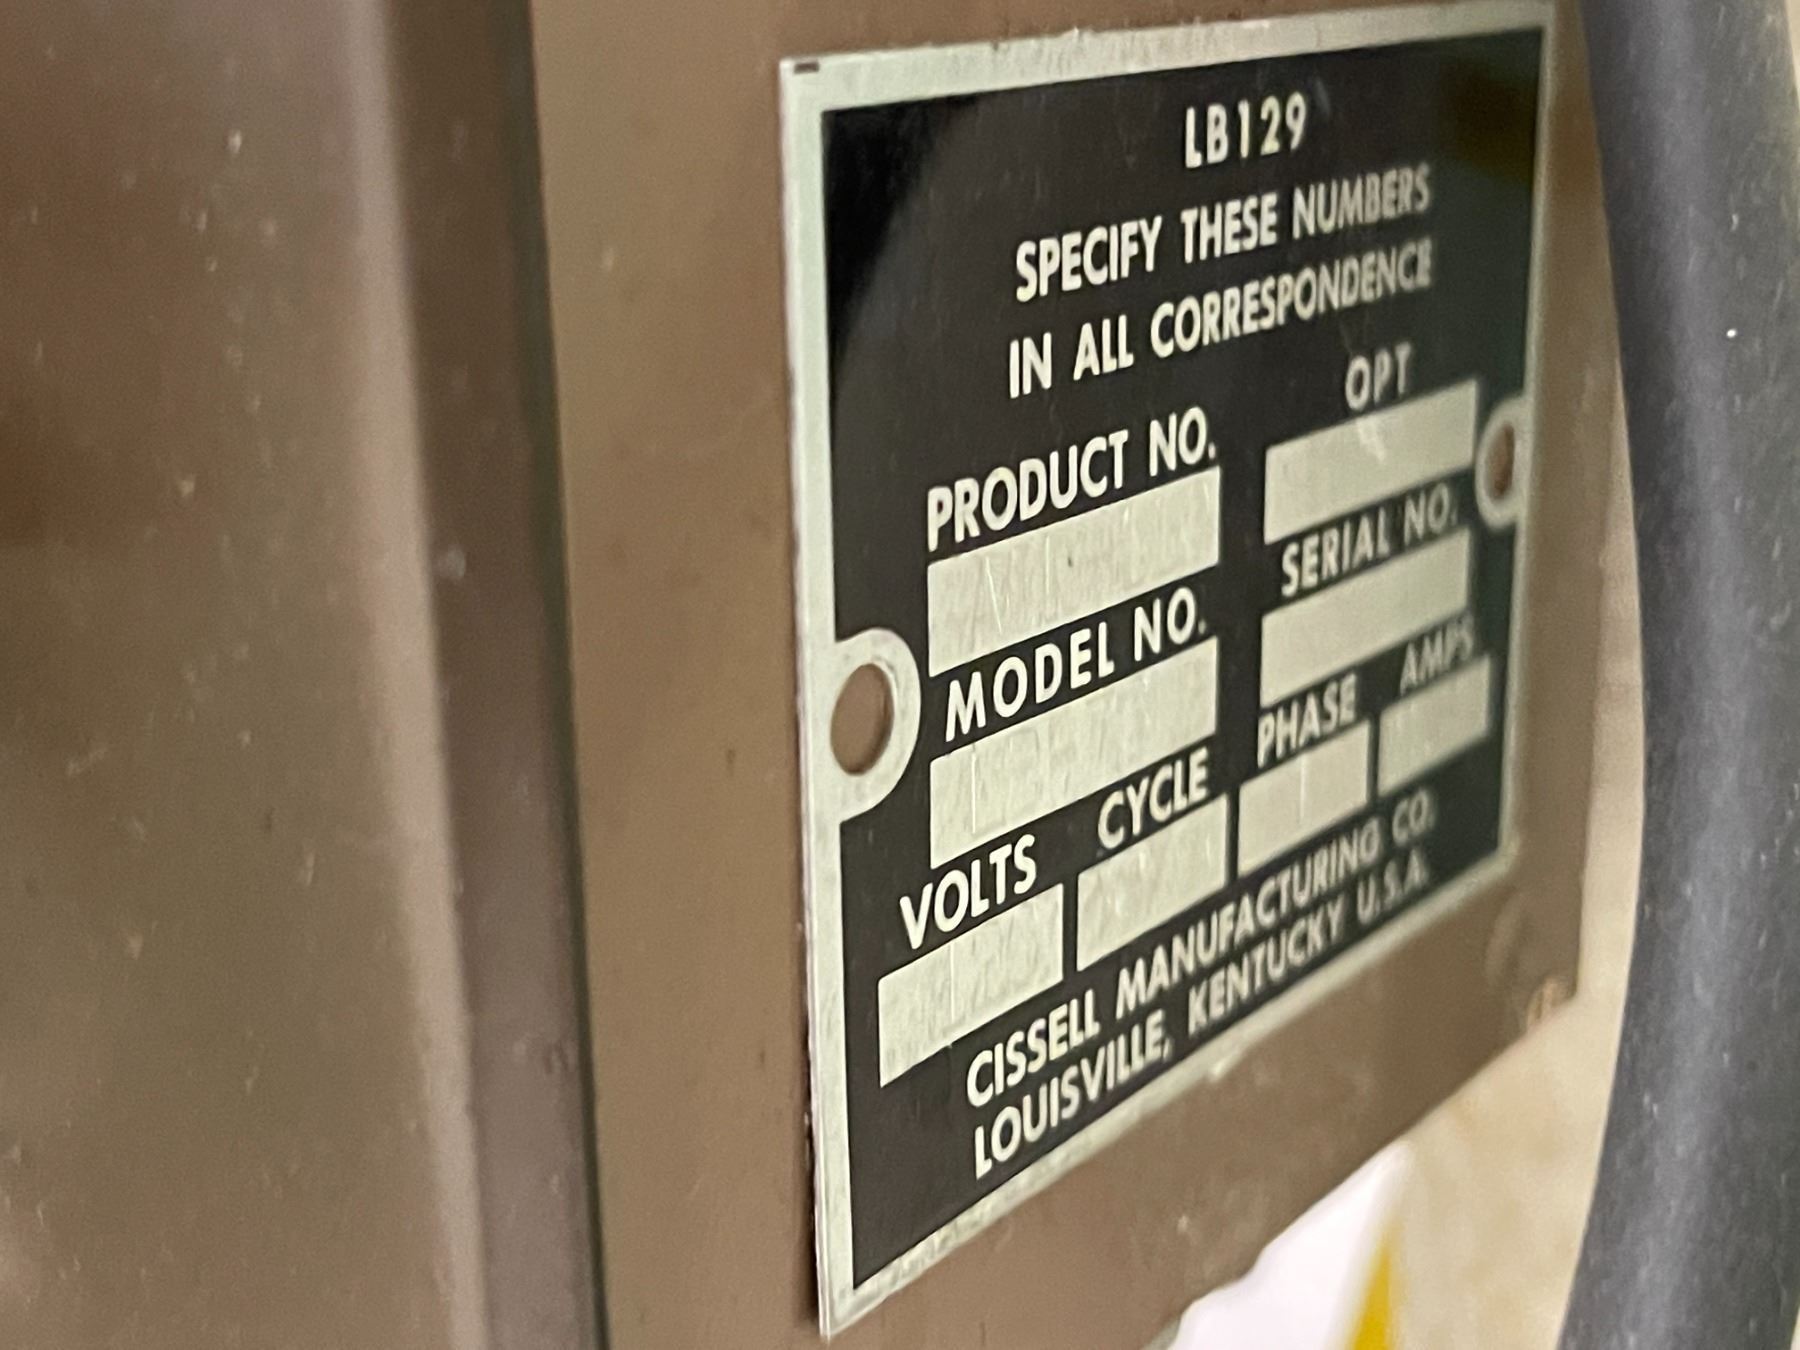 LB129
SPECIFY THESE NUMBERS
IN ALL CORRESPONDENCE
PRODUCT NO. OPT
MODEL NO. SERIAL NO.
VOLTS CYCLE PHASE AMPS
CISSELL MANUFACTURING CO.
LOUISVILLE, KENTUCKY U.S.A.